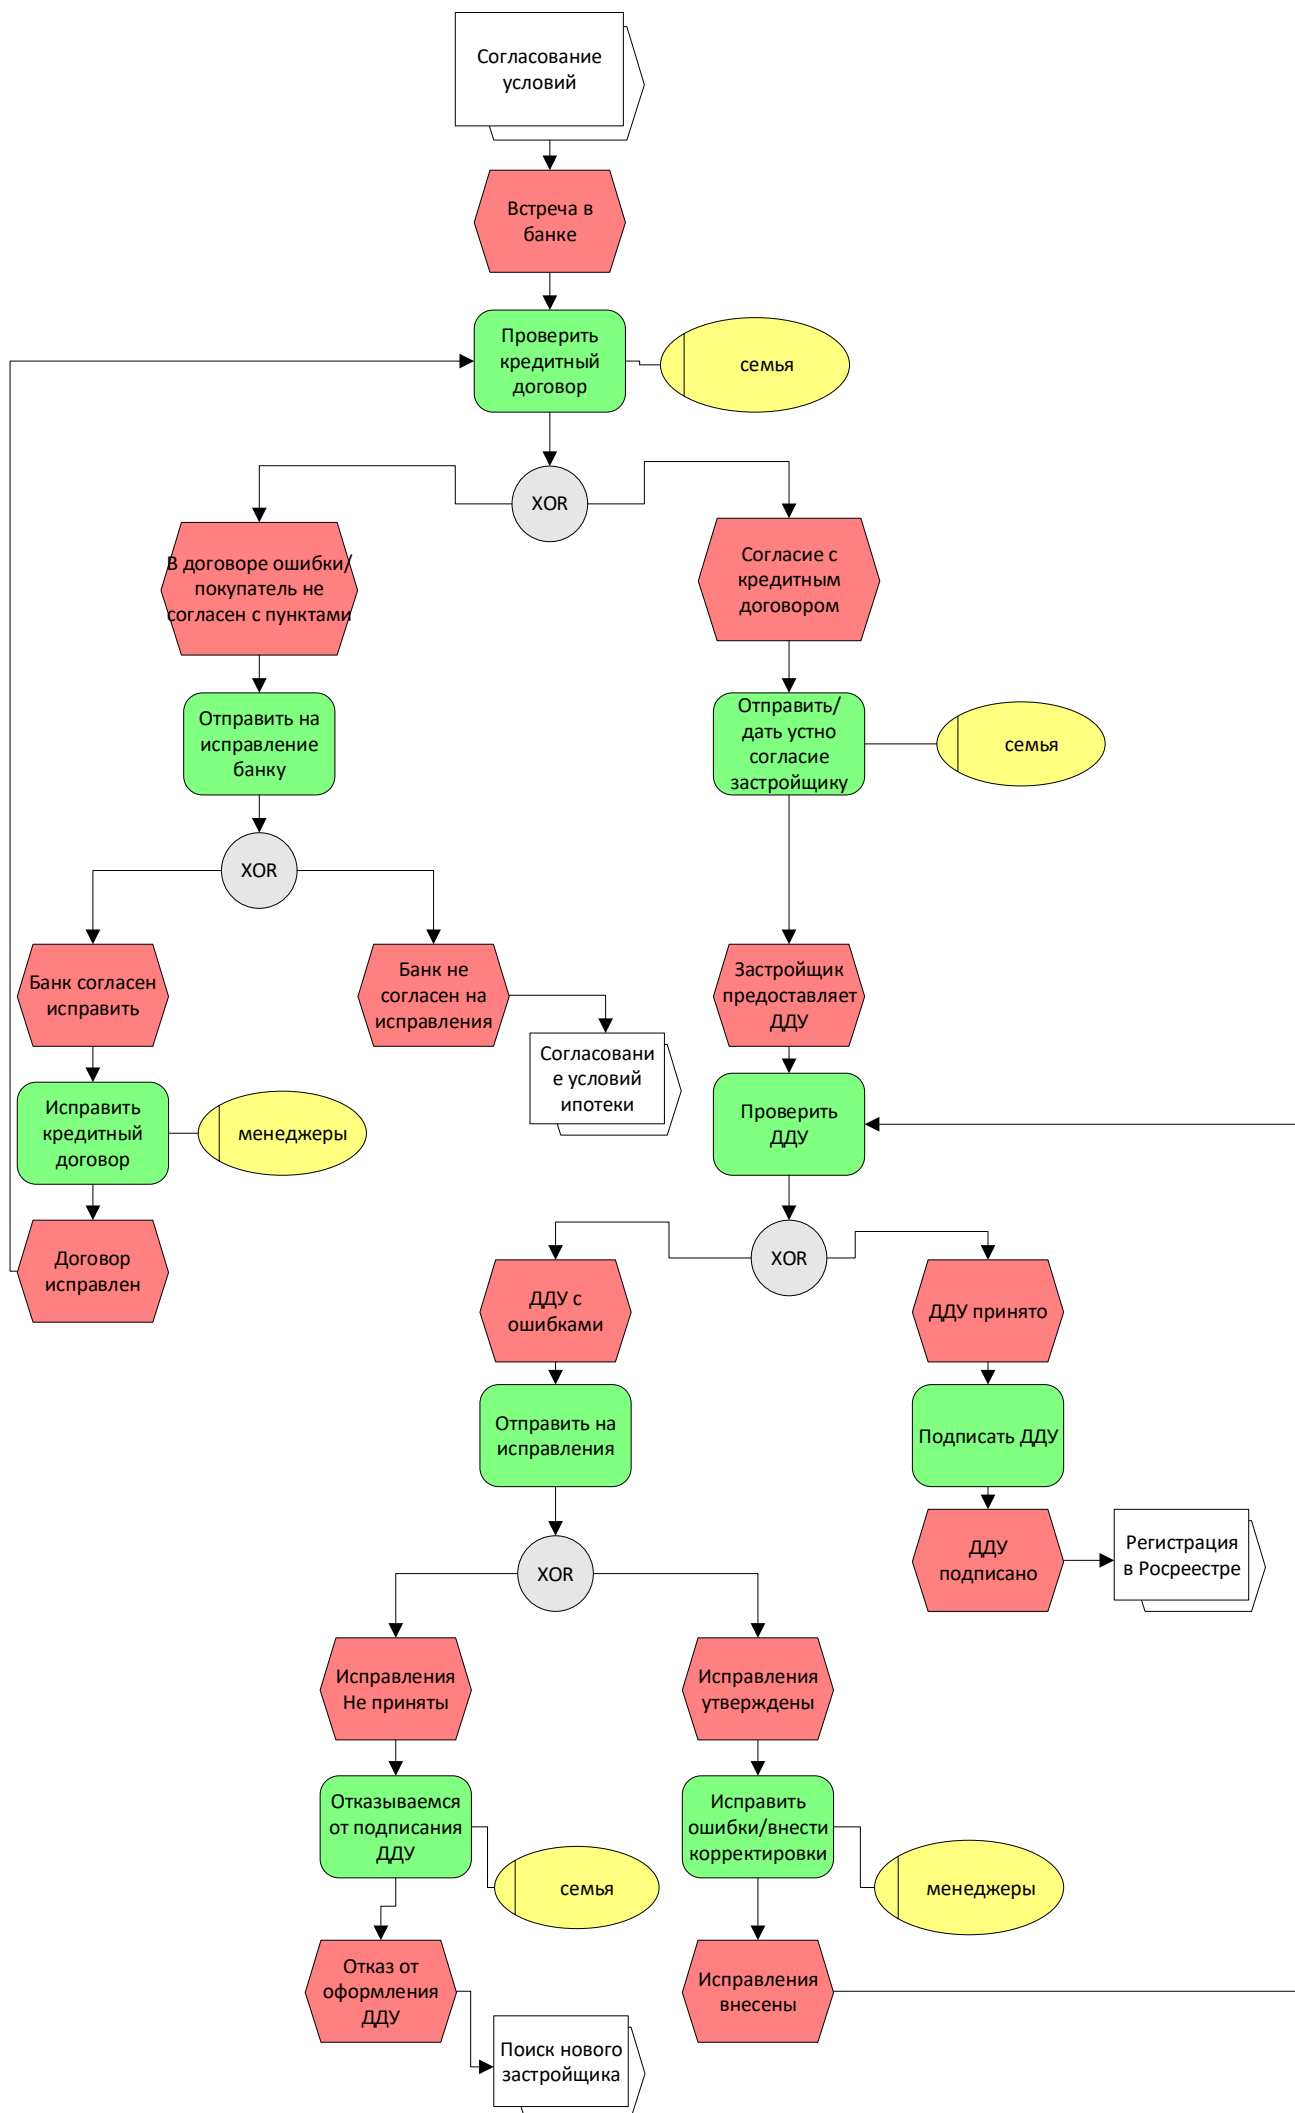 Согласование
условий
Встреча в
банке
Проверить
кредитный
договор
семья
XOR
В договоре ошибки/
покупатель не
согласен с пунктами
Согласие с
кредитным
договором
Отправить на
исправление
банку
Отправить/
дать устно
согласие
застройщику
семья
XOR
Банк согласен
исправить
Банк не
согласен на
исправления
Застройщик
предоставляет
ДДУ
Согласовани
е условий
ипотеки
Исправить
кредитный
договор
менеджеры
Проверить
ДДУ
Договор
исправлен
XOR
ДДУ с
ошибками
ДДУ принято
Отправить на
исправления
Подписать ДДУ
ДДУ
подписано
Регистрация
в Росреестре
XOR
Исправления
Не приняты
Исправления
утверждены
Отказываемся
от подписания
ДДУ
семья
Исправить
ошибки/внести
корректировки
менеджеры
Отказ от
оформления
ДДУ
Исправления
внесены
Поиск нового
застройщика